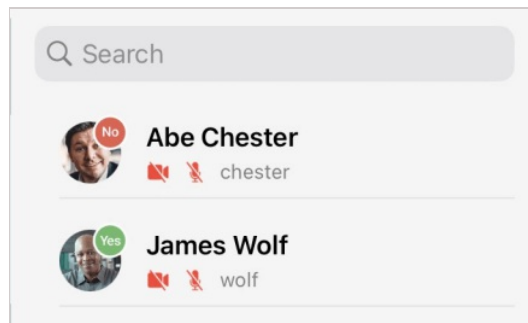 Search
No
Abe Chester
chester
Yes
James Wolf
wolf